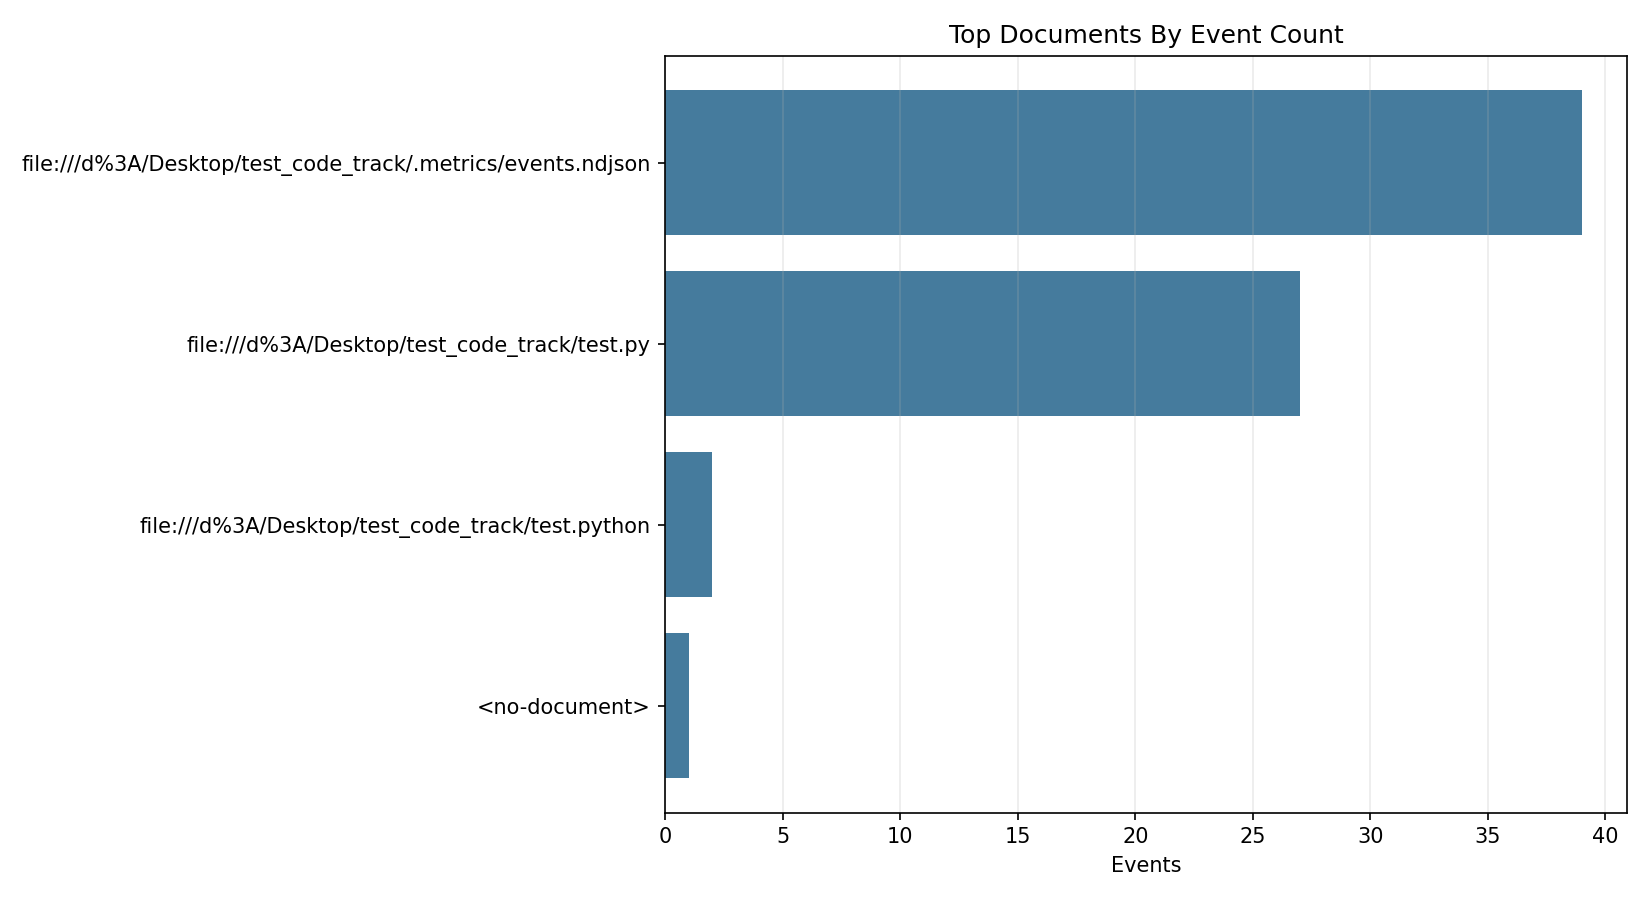 Top Documents By Event Count
file:///d%3A/Desktop/test_code_track/.metrics/events.ndjson
file:///d%3A/Desktop/test_code_track/test.py
file:///d%3A/Desktop/test_code_track/test.python
<no-document>
0 5 10 15 20 25 30 35 40
Events